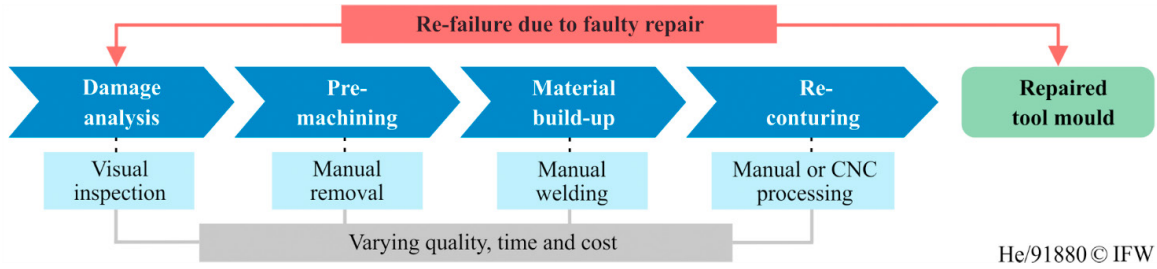 Re-failure due to faulty repair
Damage
analysis
Pre-
machining
Material
build-up
Re-
conturing
Repaired
tool mould
Visual
inspection
Manual
removal
Manual
welding
Manual or CNC
processing
Varying quality, time and cost
He/91880 © IFW